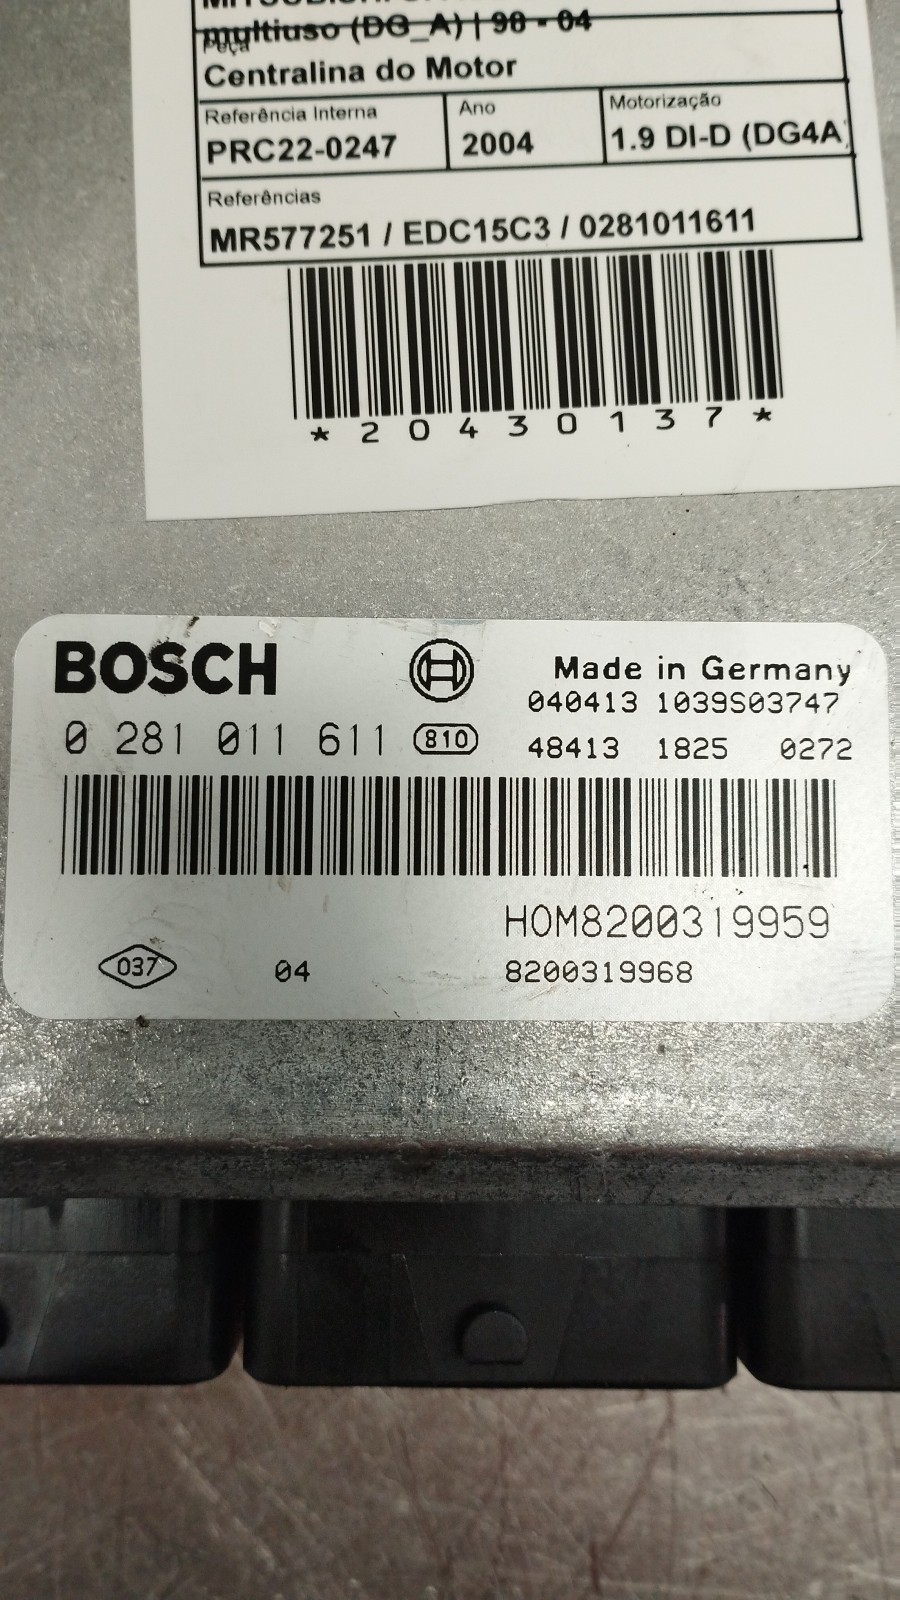 multiuso (DG_A) | 98 - 04
Peça
Centralina do Motor
Referência Interna
PRC22-0247
Ano
2004
Motorização
1.9 DI-D (DG4A
Referências
MR577251 / EDC15C3 / 0281011611
*20430137*
BOSCH
Made in Germany
040413 1039S03747
0 281 011 611 810
48413 1825 0272
HOM8200319959
037 04 8200319968